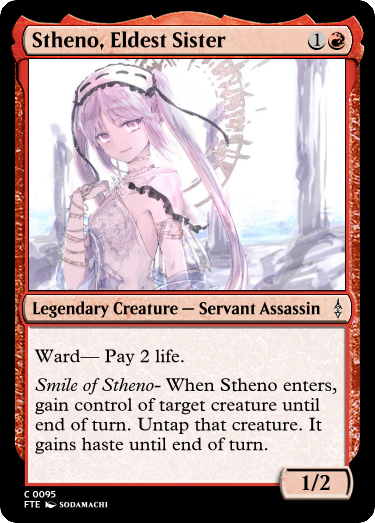 Stheno, Eldest Sister 1
Legendary Creature — Servant Assassin
Ward— Pay 2 life.
Smile of Stheno- When Stheno enters,
gain control of target creature until
end of turn. Untap that creature. It
gains haste until end of turn.
1/2
C 0095
FTE SODAMACHI